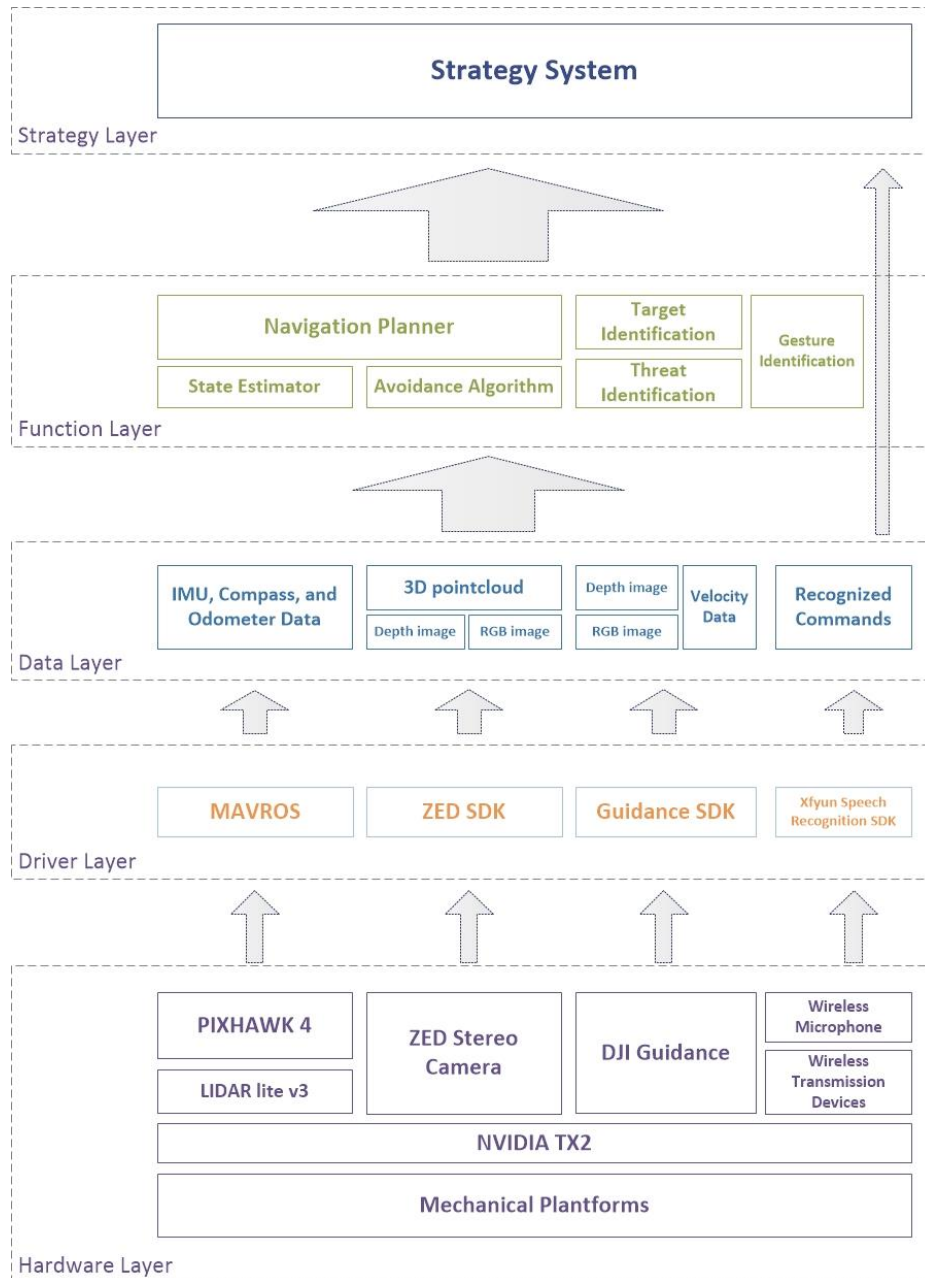 Strategy System
Strategy Layer
Navigation Planner
Target
Identification
Gesture
Identification
State Estimator
Avoidance Algorithm
Threat
Identification
Function Layer
IMU, Compass, and
Odometer Data
3D pointcloud
Depth image
RGB image
Depth image
RGB image
Velocity
Data
Recognized
Commands
Data Layer
MAVROS
ZED SDK
Guidance SDK
Xfyun Speech
Recognition SDK
Driver Layer
PIXHAWK 4
LIDAR lite v3
ZED Stereo
Camera
DJI Guidance
Wireless
Microphone
Wireless
Transmission
Devices
NVIDIA TX2
Mechanical Plantforms
Hardware Layer